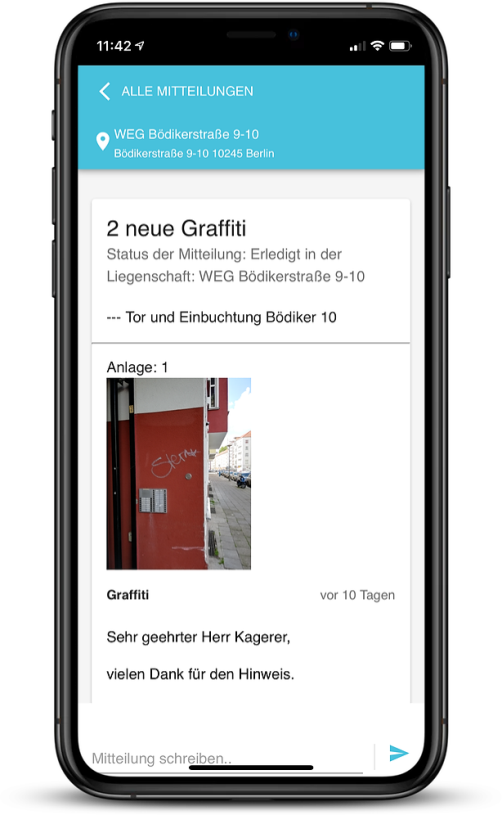 11:42
ALLE MITTEILUNGEN
WEG Bödikerstraße 9-10
Bödikerstraße 9-10 10245 Berlin
2 neue Graffiti
Status der Mitteilung: Erledigt in der
Liegenschaft: WEG Bödikerstraße 9-10
--- Tor und Einbuchtung Bödiker 10
Anlage: 1
Graffiti vor 10 Tagen
Sehr geehrter Herr Kagerer,
vielen Dank für den Hinweis.
Mitteilung schreiben..